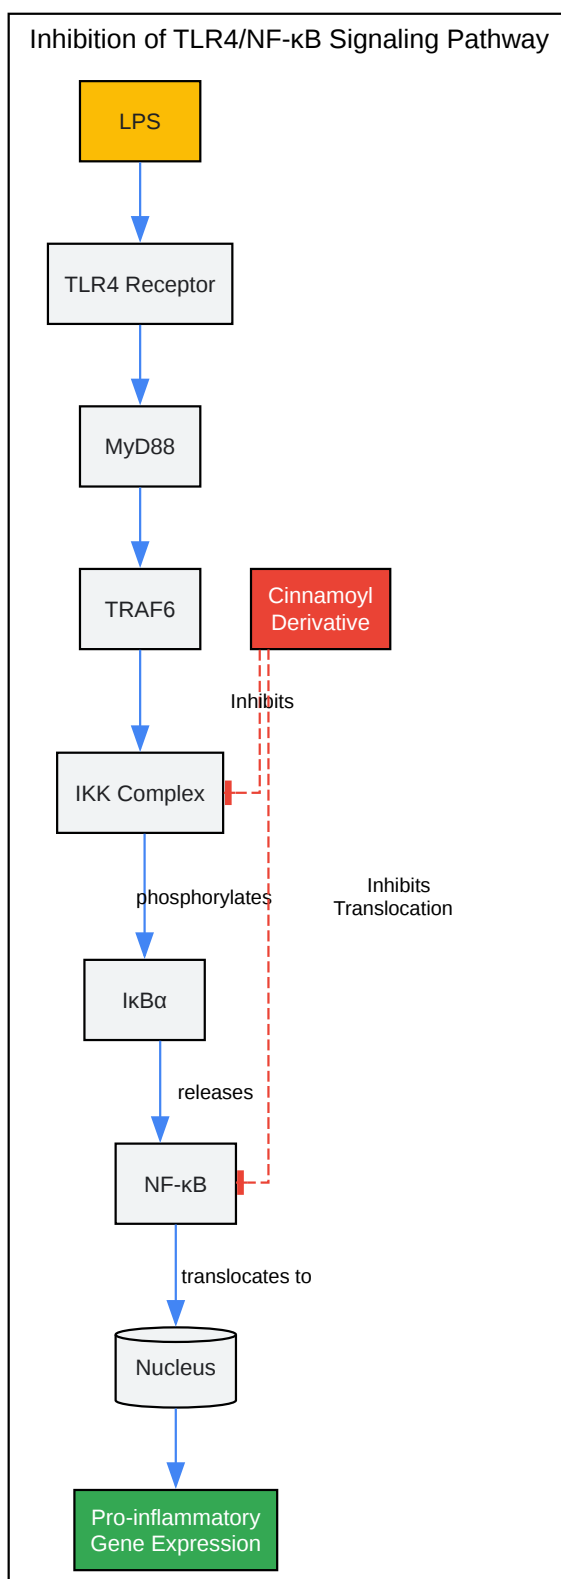 Inhibition of TLR4/NF-κB Signaling Pathway
LPS
TLR4 Receptor
MyD88
TRAF6
Cinnamoyl
Derivative
Inhibits
IKK Complex
phosphorylates
Inhibits
Translocation
IκBα
releases
NF-κB
translocates to
Nucleus
Pro-inflammatory
Gene Expression